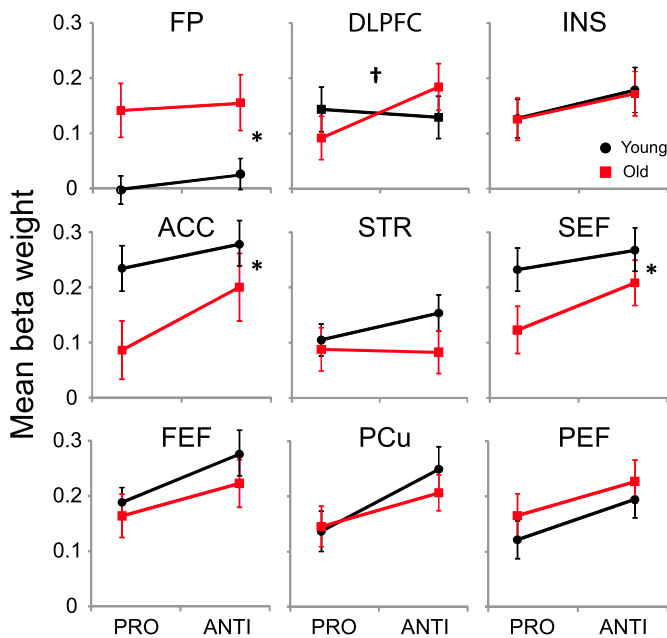 FP DLPFC INS
0.3
0.2
0.1
0
†
*
Young
Old
ACC STR SEF
0.3
0.2
0.1
0
*
*
FEF PCu PEF
0.3
0.2
0.1
0
PRO ANTI PRO ANTI PRO ANTI
Mean beta weight